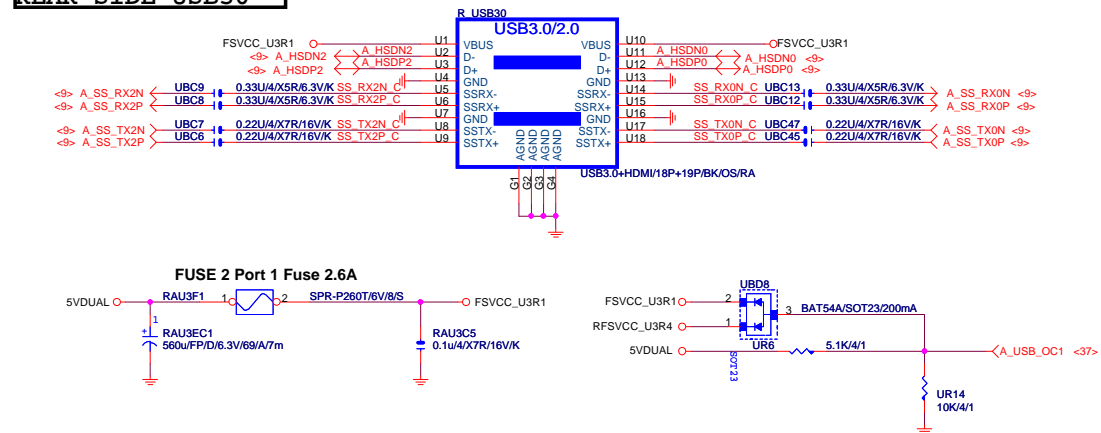 REAR SIDE USB30
R_USB30
USB3.0/2.0
FSVCC_U3R1 U1 VBUS VBUS U10 FSVCC_U3R1
<9> A_HSDN2 A_HSDN2 U2 D- D- U11 A_HSDN0 A_HSDN0 <9>
<9> A_HSDP2 A_HSDP2 U3 D+ D+ U12 A_HSDP0 A_HSDP0 <9>
U4 GND GND U13
<9> A_SS_RX2N UBC9 0.33U/4/X5R/6.3V/K SS_RX2N_C U5 SSRX- SSRX- U14 SS_RX0N_C UBC13 0.33U/4/X5R/6.3V/K A_SS_RX0N <9>
<9> A_SS_RX2P UBC8 0.33U/4/X5R/6.3V/K SS_RX2P_C U6 SSRX+ SSRX+ U15 SS_RX0P_C UBC12 0.33U/4/X5R/6.3V/K A_SS_RX0P <9>
U7 GND GND U16
<9> A_SS_TX2N UBC7 0.22U/4/X7R/16V/K SS_TX2N_C U8 SSTX- SSTX- U17 SS_TX0N_C UBC47 0.22U/4/X7R/16V/K A_SS_TX0N <9>
<9> A_SS_TX2P UBC6 0.22U/4/X7R/16V/K SS_TX2P_C U9 SSTX+ SSTX+ U18 SS_TX0P_C UBC45 0.22U/4/X7R/16V/K A_SS_TX0P <9>
AGND AGND AGND AGND
USB3.0+HDMI/18P+19P/BK/OS/RA
G1 G2 G3 G4
FUSE 2 Port 1 Fuse 2.6A
5VDUAL RAU3F1 1 2 SPR-P260T/6V/8/S FSVCC_U3R1
1
+
RAU3EC1
560u/FP/D/6.3V/69/A/7m
RAU3C5
0.1u/4/X7R/16V/K
UBD8
FSVCC_U3R1 2
3 BAT54A/SOT23/200mA
RFSVCC_U3R4 1
5VDUAL UR6 5.1K/4/1 A_USB_OC1 <37>
SOT23
UR14
10K/4/1